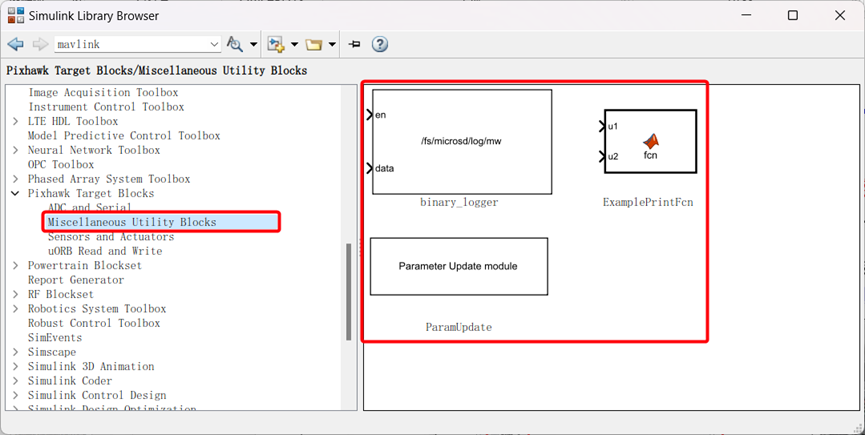 Simulink Library Browser
mavlink
Pixhawk Target Blocks/Miscellaneous Utility Blocks
Image Acquisition Toolbox
Instrument Control Toolbox
LTE HDL Toolbox
Model Predictive Control Toolbox
Neural Network Toolbox
OPC Toolbox
Phased Array System Toolbox
Pixhawk Target Blocks
ADC and Serial
Miscellaneous Utility Blocks
Sensors and Actuators
uORB Read and Write
Powertrain Blockset
Report Generator
RF Blockset
Robotics System Toolbox
Robust Control Toolbox
SimEvents
Simscape
Simulink 3D Animation
Simulink Coder
Simulink Control Design
Simulink Design Optimization
en
/fs/microsd/log/mw
data
binary_logger
u1
u2
fcn
ExamplePrintFcn
Parameter Update module
ParamUpdate